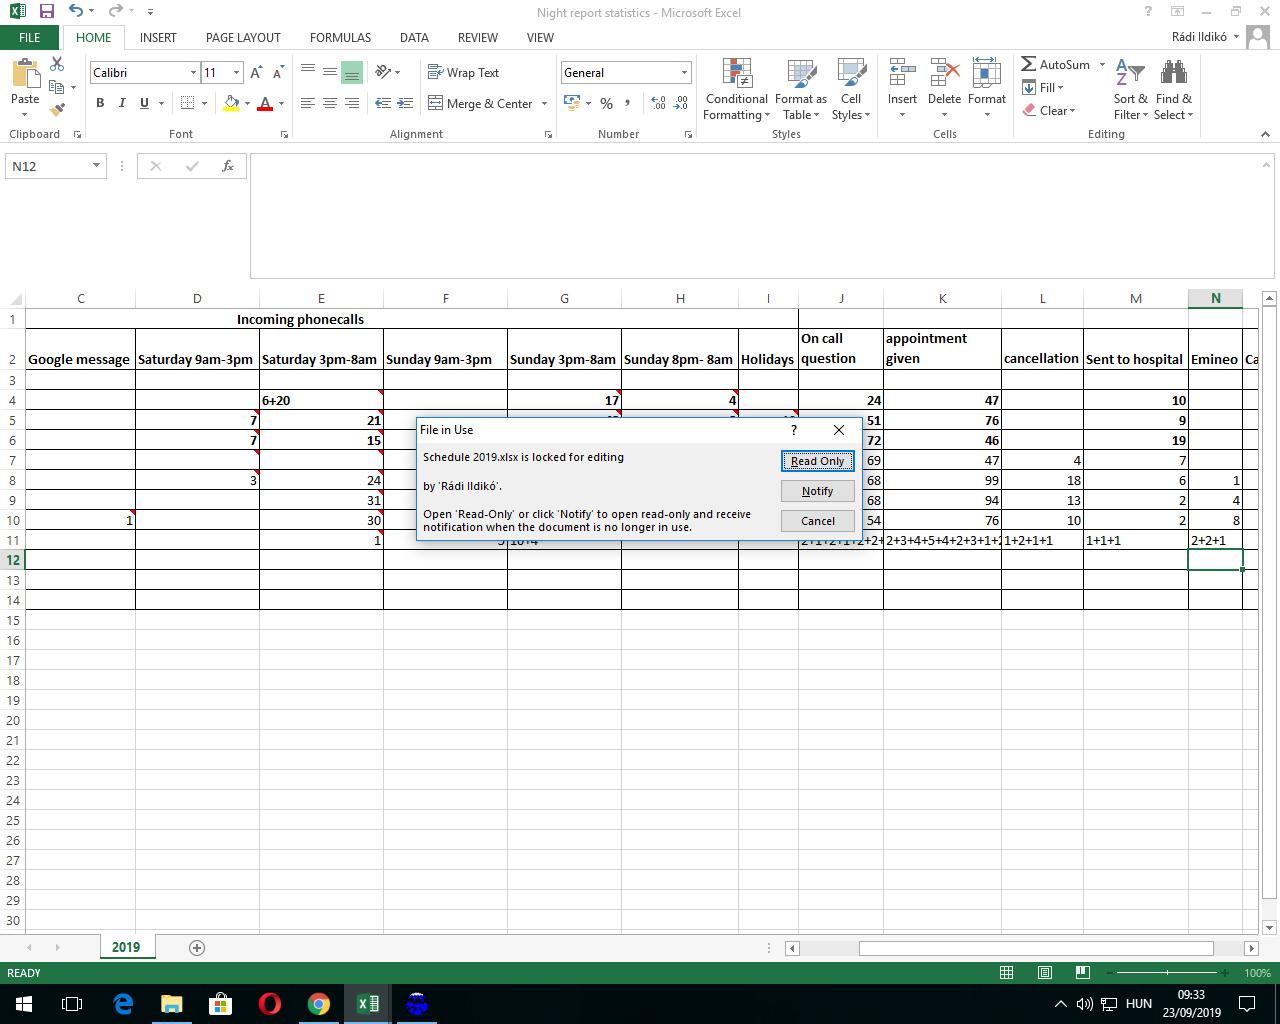 Night report statistics - Microsoft Excel
FILE HOME INSERT PAGE LAYOUT FORMULAS DATA REVIEW VIEW Rádi Ildikó
Paste
Calibri 11
B I U
Wrap Text
Merge & Center
General
%
Conditional Formatting
Format as Table
Cell Styles
Insert
Delete
Format
AutoSum
Fill
Clear
Sort & Filter
Find & Select
Clipboard Font Alignment Number Styles Cells Editing
N12 fx
C D E F G H I J K L M N
1 Incoming phonecalls
2 Google message Saturday 9am-3pm Saturday 3pm-8am Sunday 9am-3pm Sunday 3pm-8am Sunday 8pm- 8am Holidays On call question appointment given cancellation Sent to hospital Emineo Ca
3
4 6+20 17 4 24 47 10
5 7 21 51 76 9
6 7 15 72 46 19
7 69 47 4 7
8 3 24 68 99 18 6 1
9 31 68 94 13 2 4
10 1 30 54 76 10 2 8
11 1 2+3+4+5+4+2+3+1+2 1+2+1+1 1+1+1 2+2+1
12
13
14
15
16
17
18
19
20
21
22
23
24
25
26
27
28
29
30
File in Use
Schedule 2019.xlsx is locked for editing
by 'Rádi Ildikó'.
Open 'Read-Only' or click 'Notify' to open read-only and receive
notification when the document is no longer in use.
Read Only
Notify
Cancel
2019
READY 100%
HUN
09:33
23/09/2019